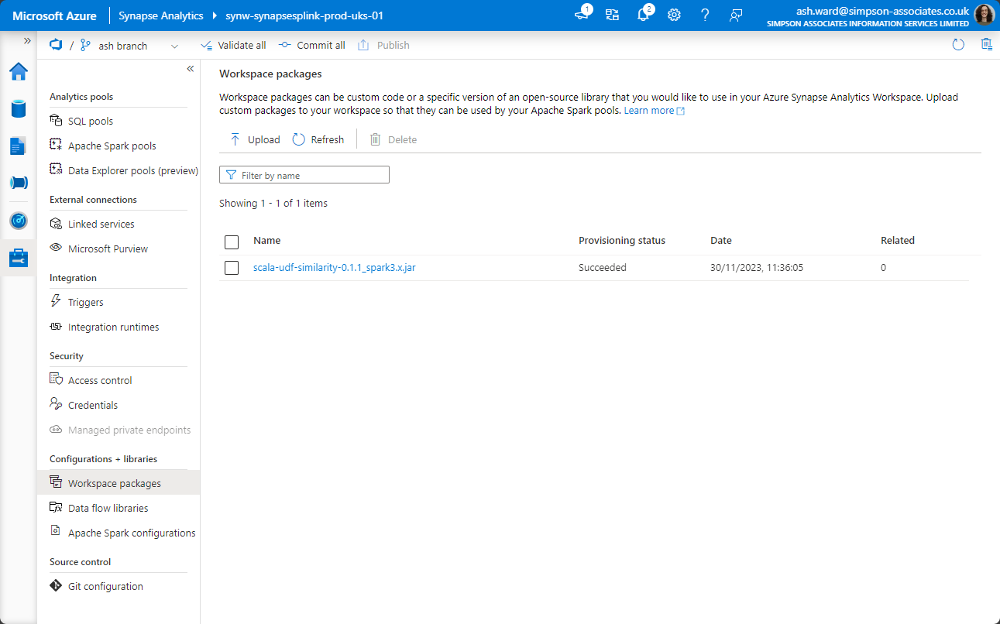 Microsoft Azure
Synapse Analytics
synw-synapsesplink-prod-uks-01
1
2
ash.ward@simpson-associates.co.uk
SIMPSON ASSOCIATES INFORMATION SERVICES LIMITED
/ ash branch
Validate all
Commit all
Publish
Analytics pools
SQL pools
Apache Spark pools
Data Explorer pools (preview)
External connections
Linked services
Microsoft Purview
Integration
Triggers
Integration runtimes
Security
Access control
Credentials
Managed private endpoints
Configurations + libraries
Workspace packages
Data flow libraries
Apache Spark configurations
Source control
Git configuration
Workspace packages
Workspace packages can be custom code or a specific version of an open-source library that you would like to use in your Azure Synapse Analytics Workspace. Upload
custom packages to your workspace so that they can be used by your Apache Spark pools. Learn more
Upload
Refresh
Delete
Filter by name
Showing 1 - 1 of 1 items
Name Provisioning status Date Related
scala-udf-similarity-0.1.1_spark3.x.jar Succeeded 30/11/2023, 11:36:05 0